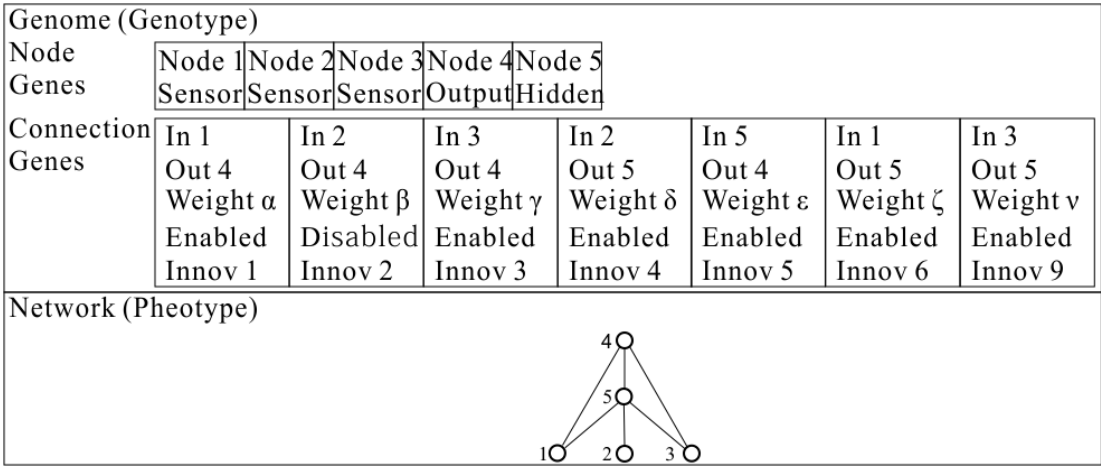 Genome (Genotype)
Node Genes
Node 1 Node 2 Node 3 Node 4 Node 5
Sensor Sensor Sensor Output Hidden
Connection Genes
In 1 In 2 In 3 In 2 In 5 In 1 In 3
Out 4 Out 4 Out 4 Out 5 Out 4 Out 5 Out 5
Weight α Weight β Weight γ Weight δ Weight ε Weight ζ Weight ν
Enabled Disabled Enabled Enabled Enabled Enabled Enabled
Innov 1 Innov 2 Innov 3 Innov 4 Innov 5 Innov 6 Innov 9
Network (Pheotype)
4
5
1 2 3